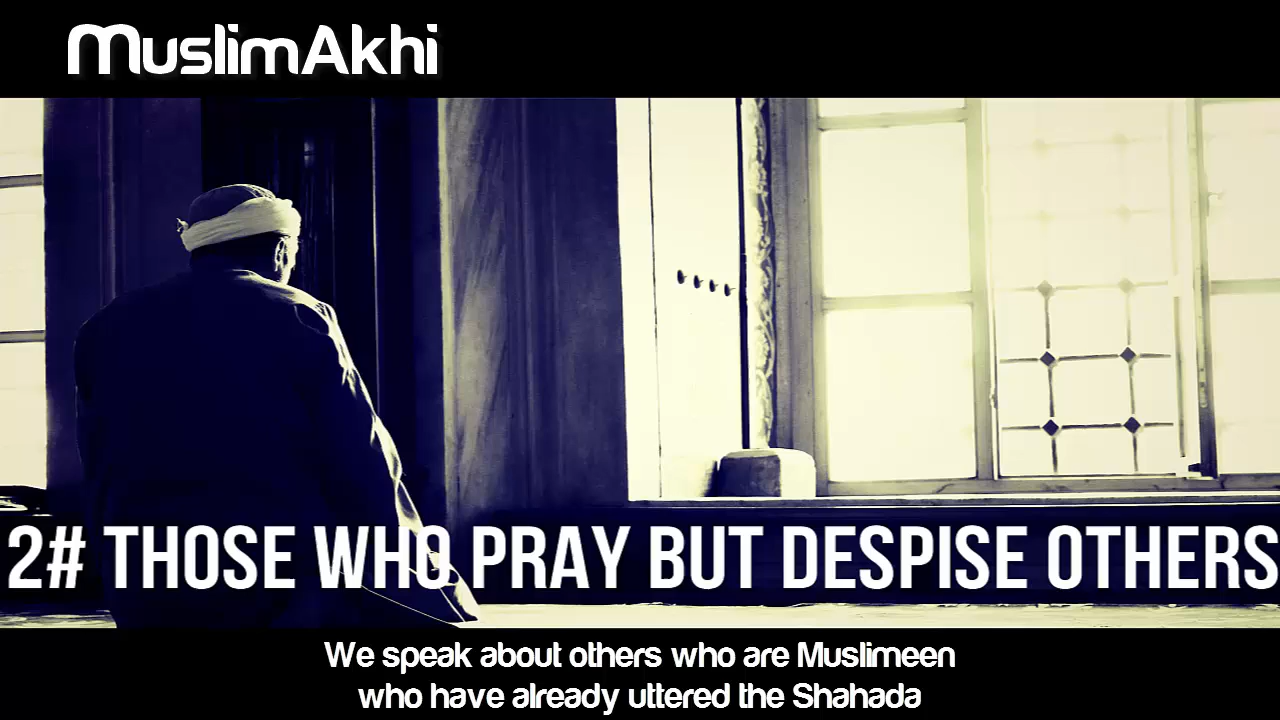 MuslimAkhi
2# THOSE WHO PRAY BUT DESPISE OTHERS
We speak about others who are Muslimeen
who have already uttered the Shahada